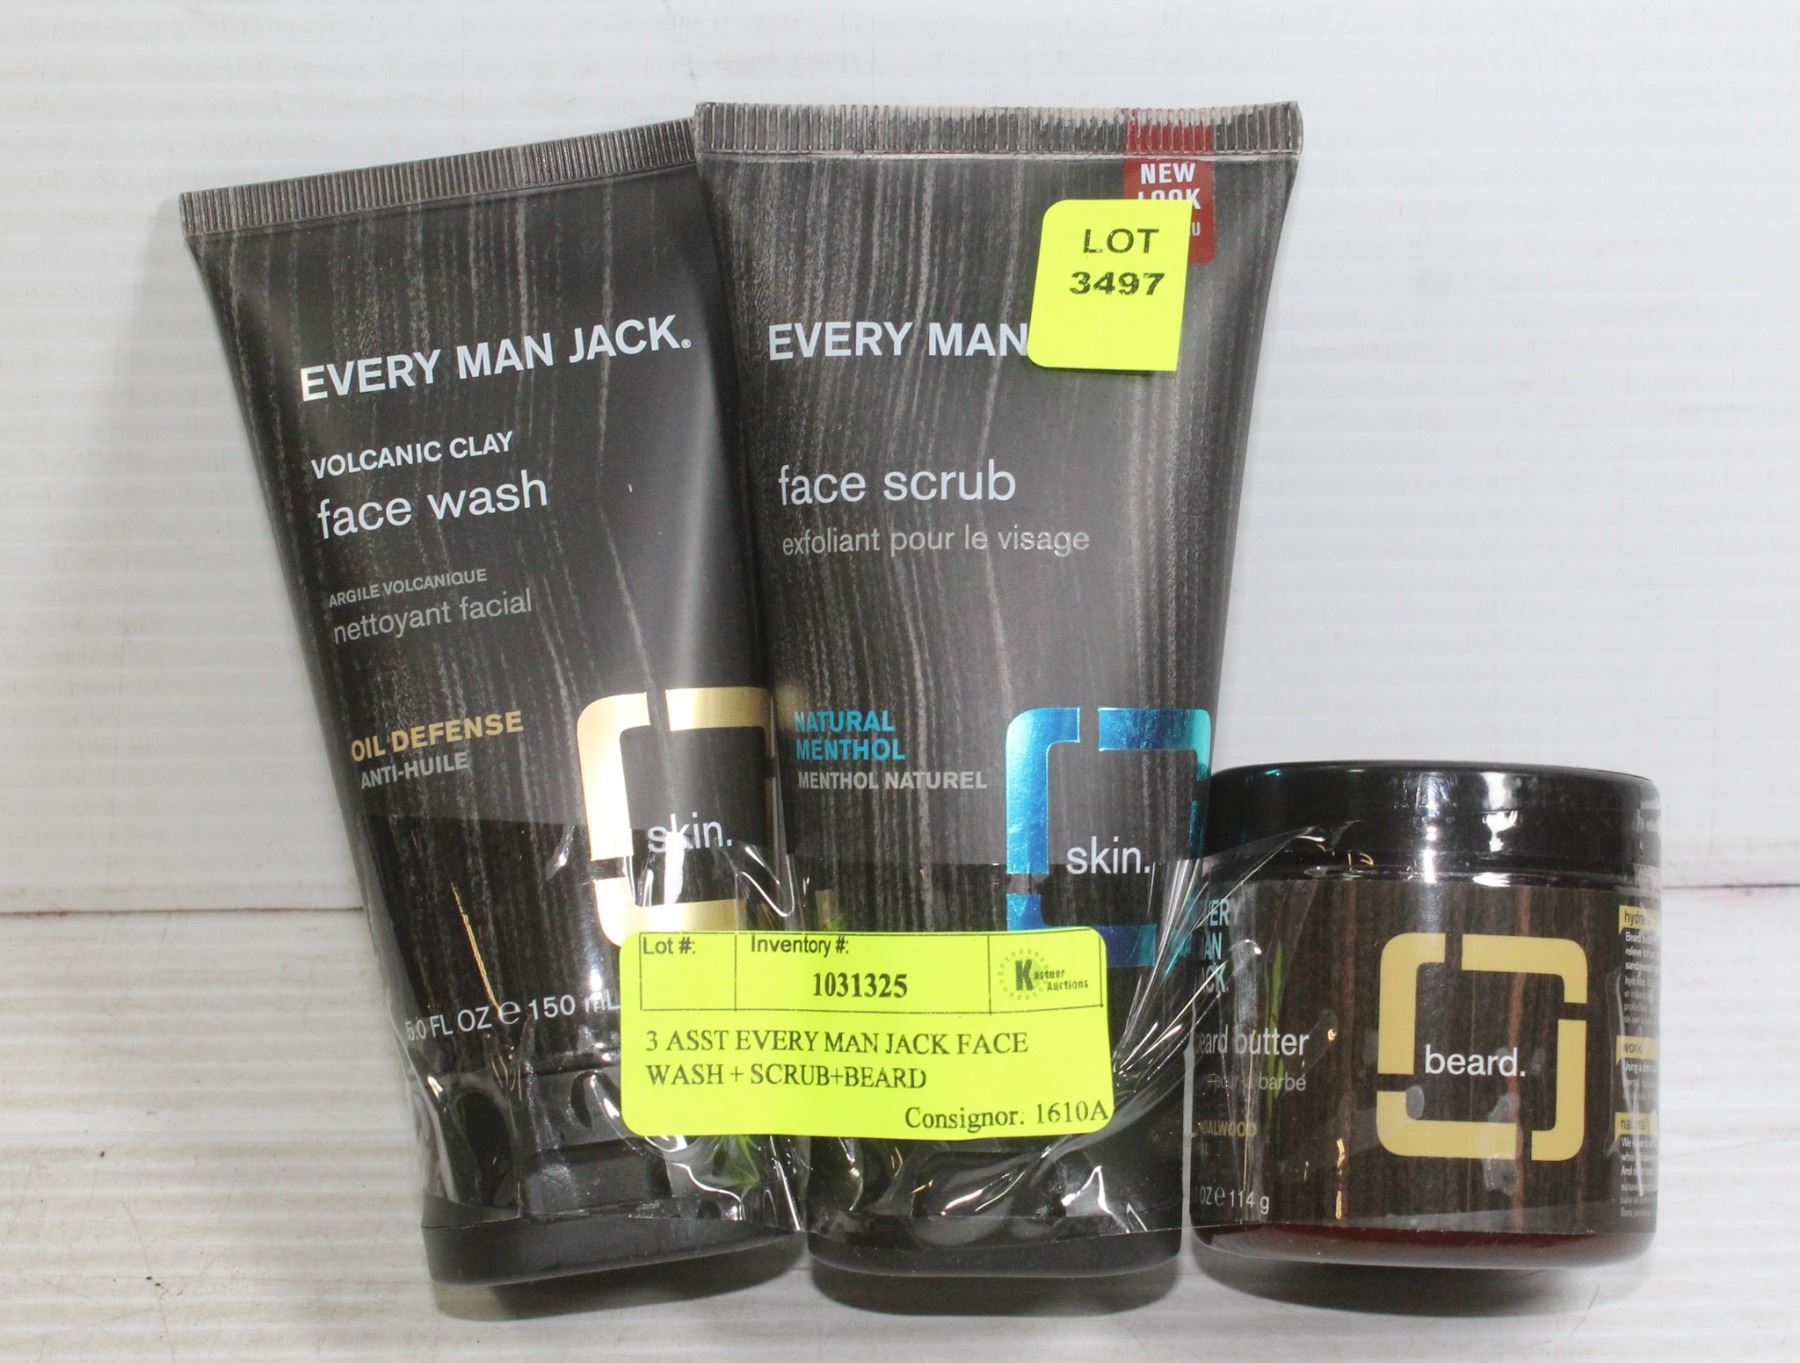 EVERY MAN JACK®
VOLCANIC CLAY
face wash
ARGILE VOLCANIQUE
nettoyant facial
OIL DEFENSE
ANTI-HUILE
skin.
5.0 FL OZ e 150 mL
NEW
LOOK
LOT
3497
EVERY MAN
face scrub
exfoliant pour le visage
NATURAL
MENTHOL
MENTHOL NATUREL
skin.
Lot #:
Inventory #:
1031325
Kastner
Auctions
3 ASST EVERY MAN JACK FACE
WASH + SCRUB+BEARD
Consignor: 1610A
beard butter
barbe
114 g
beard.